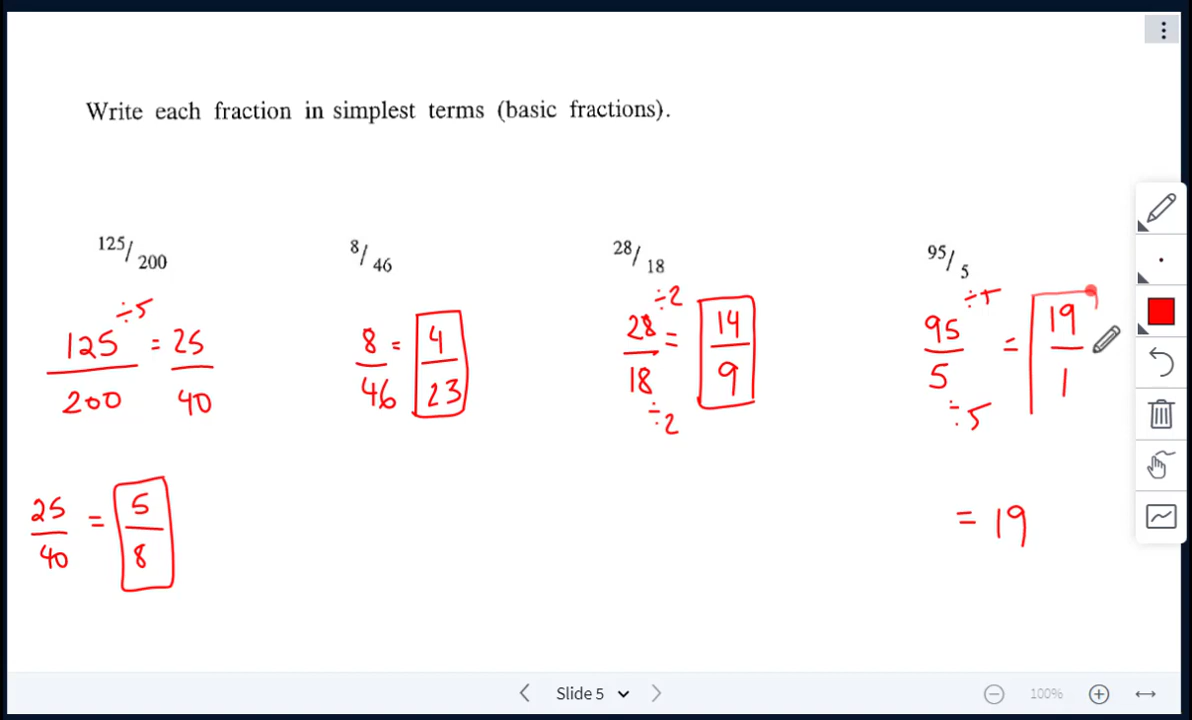 Write each fraction in simplest terms (basic fractions).
125/200
8/46
28/18
95/5
÷5
125/200 = 25/40
8/46 = 4/23
÷2
28/18 = 14/9
÷2
÷5
95/5 = 19/1
÷5
25/40 = 5/8
= 19
Slide 5
100%